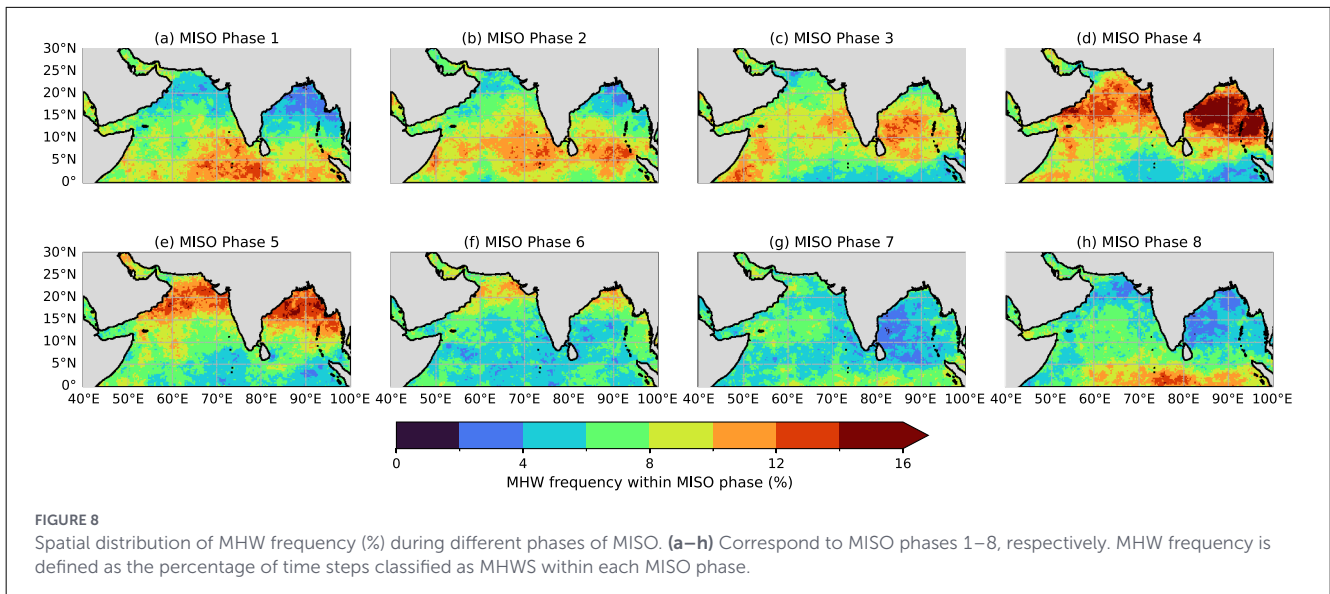 (a) MISO Phase 1 (b) MISO Phase 2 (c) MISO Phase 3 (d) MISO Phase 4
30°N
25°N
20°N
15°N
10°N
5°N
0°
40°E 50°E 60°E 70°E 80°E 90°E 100°E 40°E 50°E 60°E 70°E 80°E 90°E 100°E 40°E 50°E 60°E 70°E 80°E 90°E 100°E 40°E 50°E 60°E 70°E 80°E 90°E 100°E
(e) MISO Phase 5 (f) MISO Phase 6 (g) MISO Phase 7 (h) MISO Phase 8
30°N
25°N
20°N
15°N
10°N
5°N
0°
0 4 8 12 16
MHW frequency within MISO phase (%)
FIGURE 8
Spatial distribution of MHW frequency (%) during different phases of MISO. (a–h) Correspond to MISO phases 1–8, respectively. MHW frequency is
defined as the percentage of time steps classified as MHWS within each MISO phase.